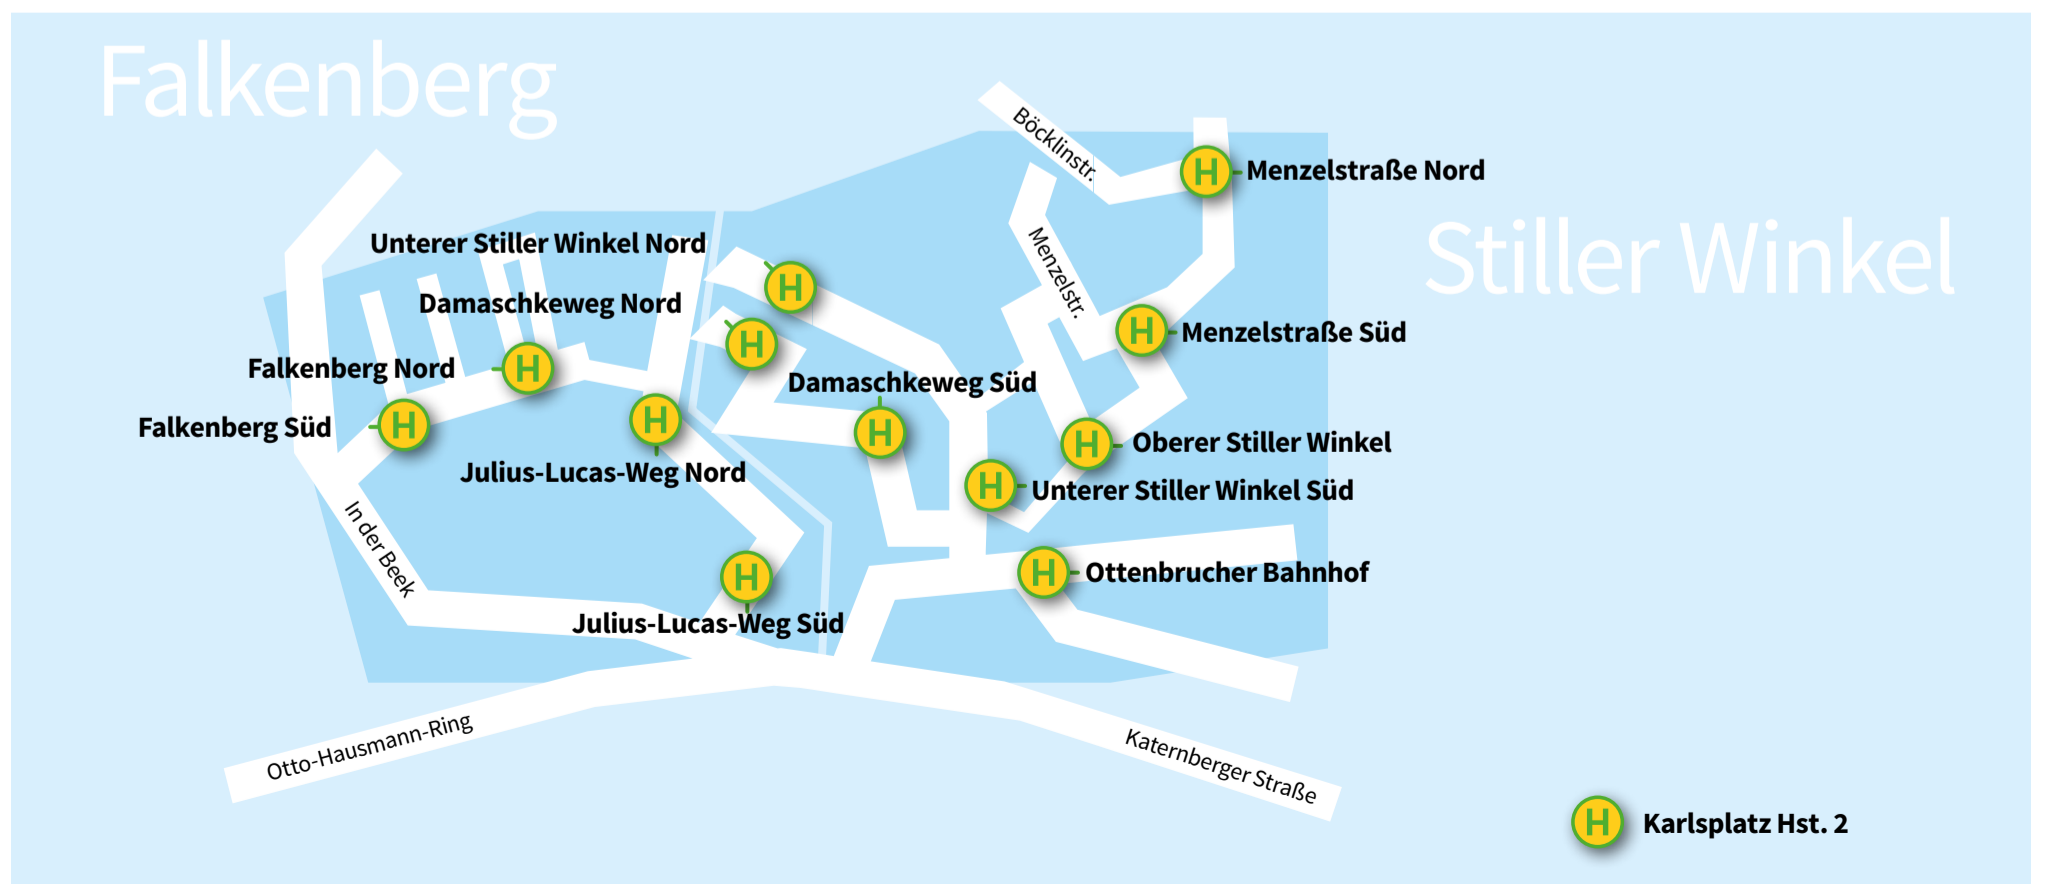 Falkenberg
Böcklinstr.
H
Menzelstraße Nord
Stiller Winkel
Unterer Stiller Winkel Nord
H
Menzelstr.
Damaschkeweg Nord
H
H
Menzelstraße Süd
Falkenberg Nord
H
Damaschkeweg Süd
Falkenberg Süd
H
H
H
H
Oberer Stiller Winkel
Julius-Lucas-Weg Nord
H
Unterer Stiller Winkel Süd
In der Beek
H
Julius-Lucas-Weg Süd
H
Ottenbrucher Bahnhof
Otto-Hausmann-Ring
Katernberger Straße
H
Karlsplatz Hst. 2